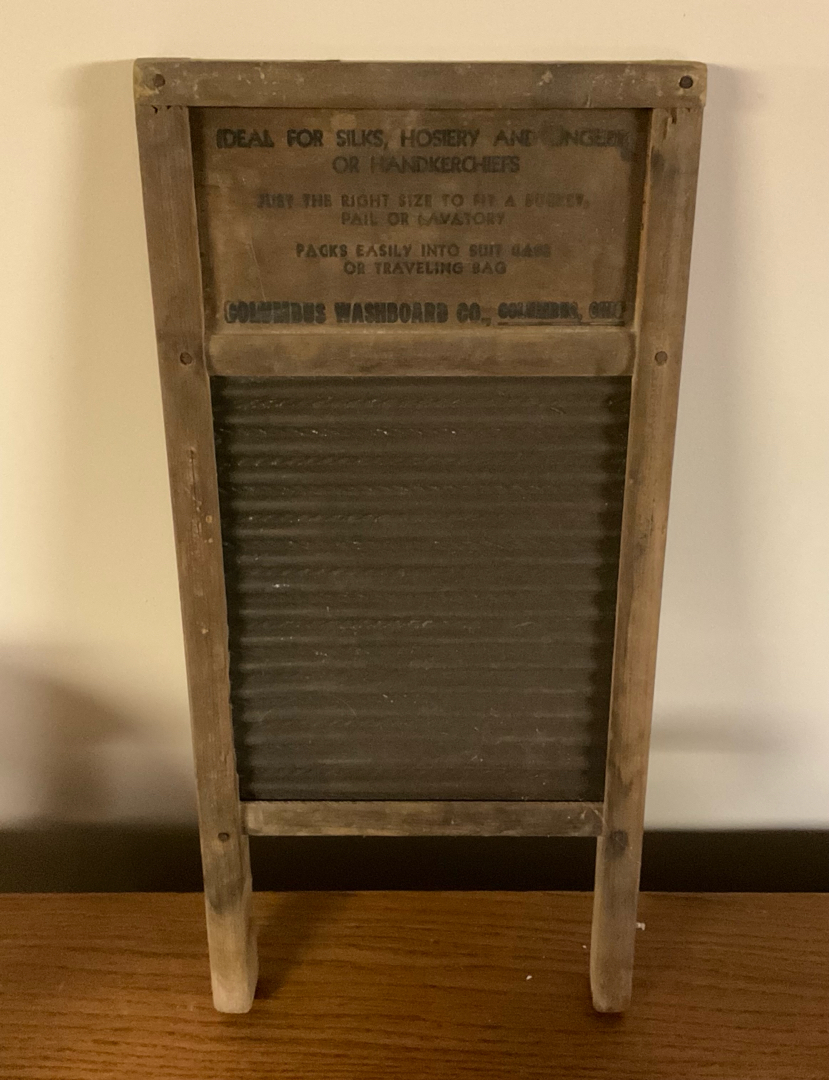 IDEAL FOR SILKS, HOSIERY AND LINGERIE
OR HANDKERCHIEFS
JUST THE RIGHT SIZE TO FIT A BUCKET,
PAIL OR LAVATORY
PACKS EASILY INTO SUIT CASE
OR TRAVELING BAG
COLUMBUS WASHBOARD CO., COLUMBUS, OHIO